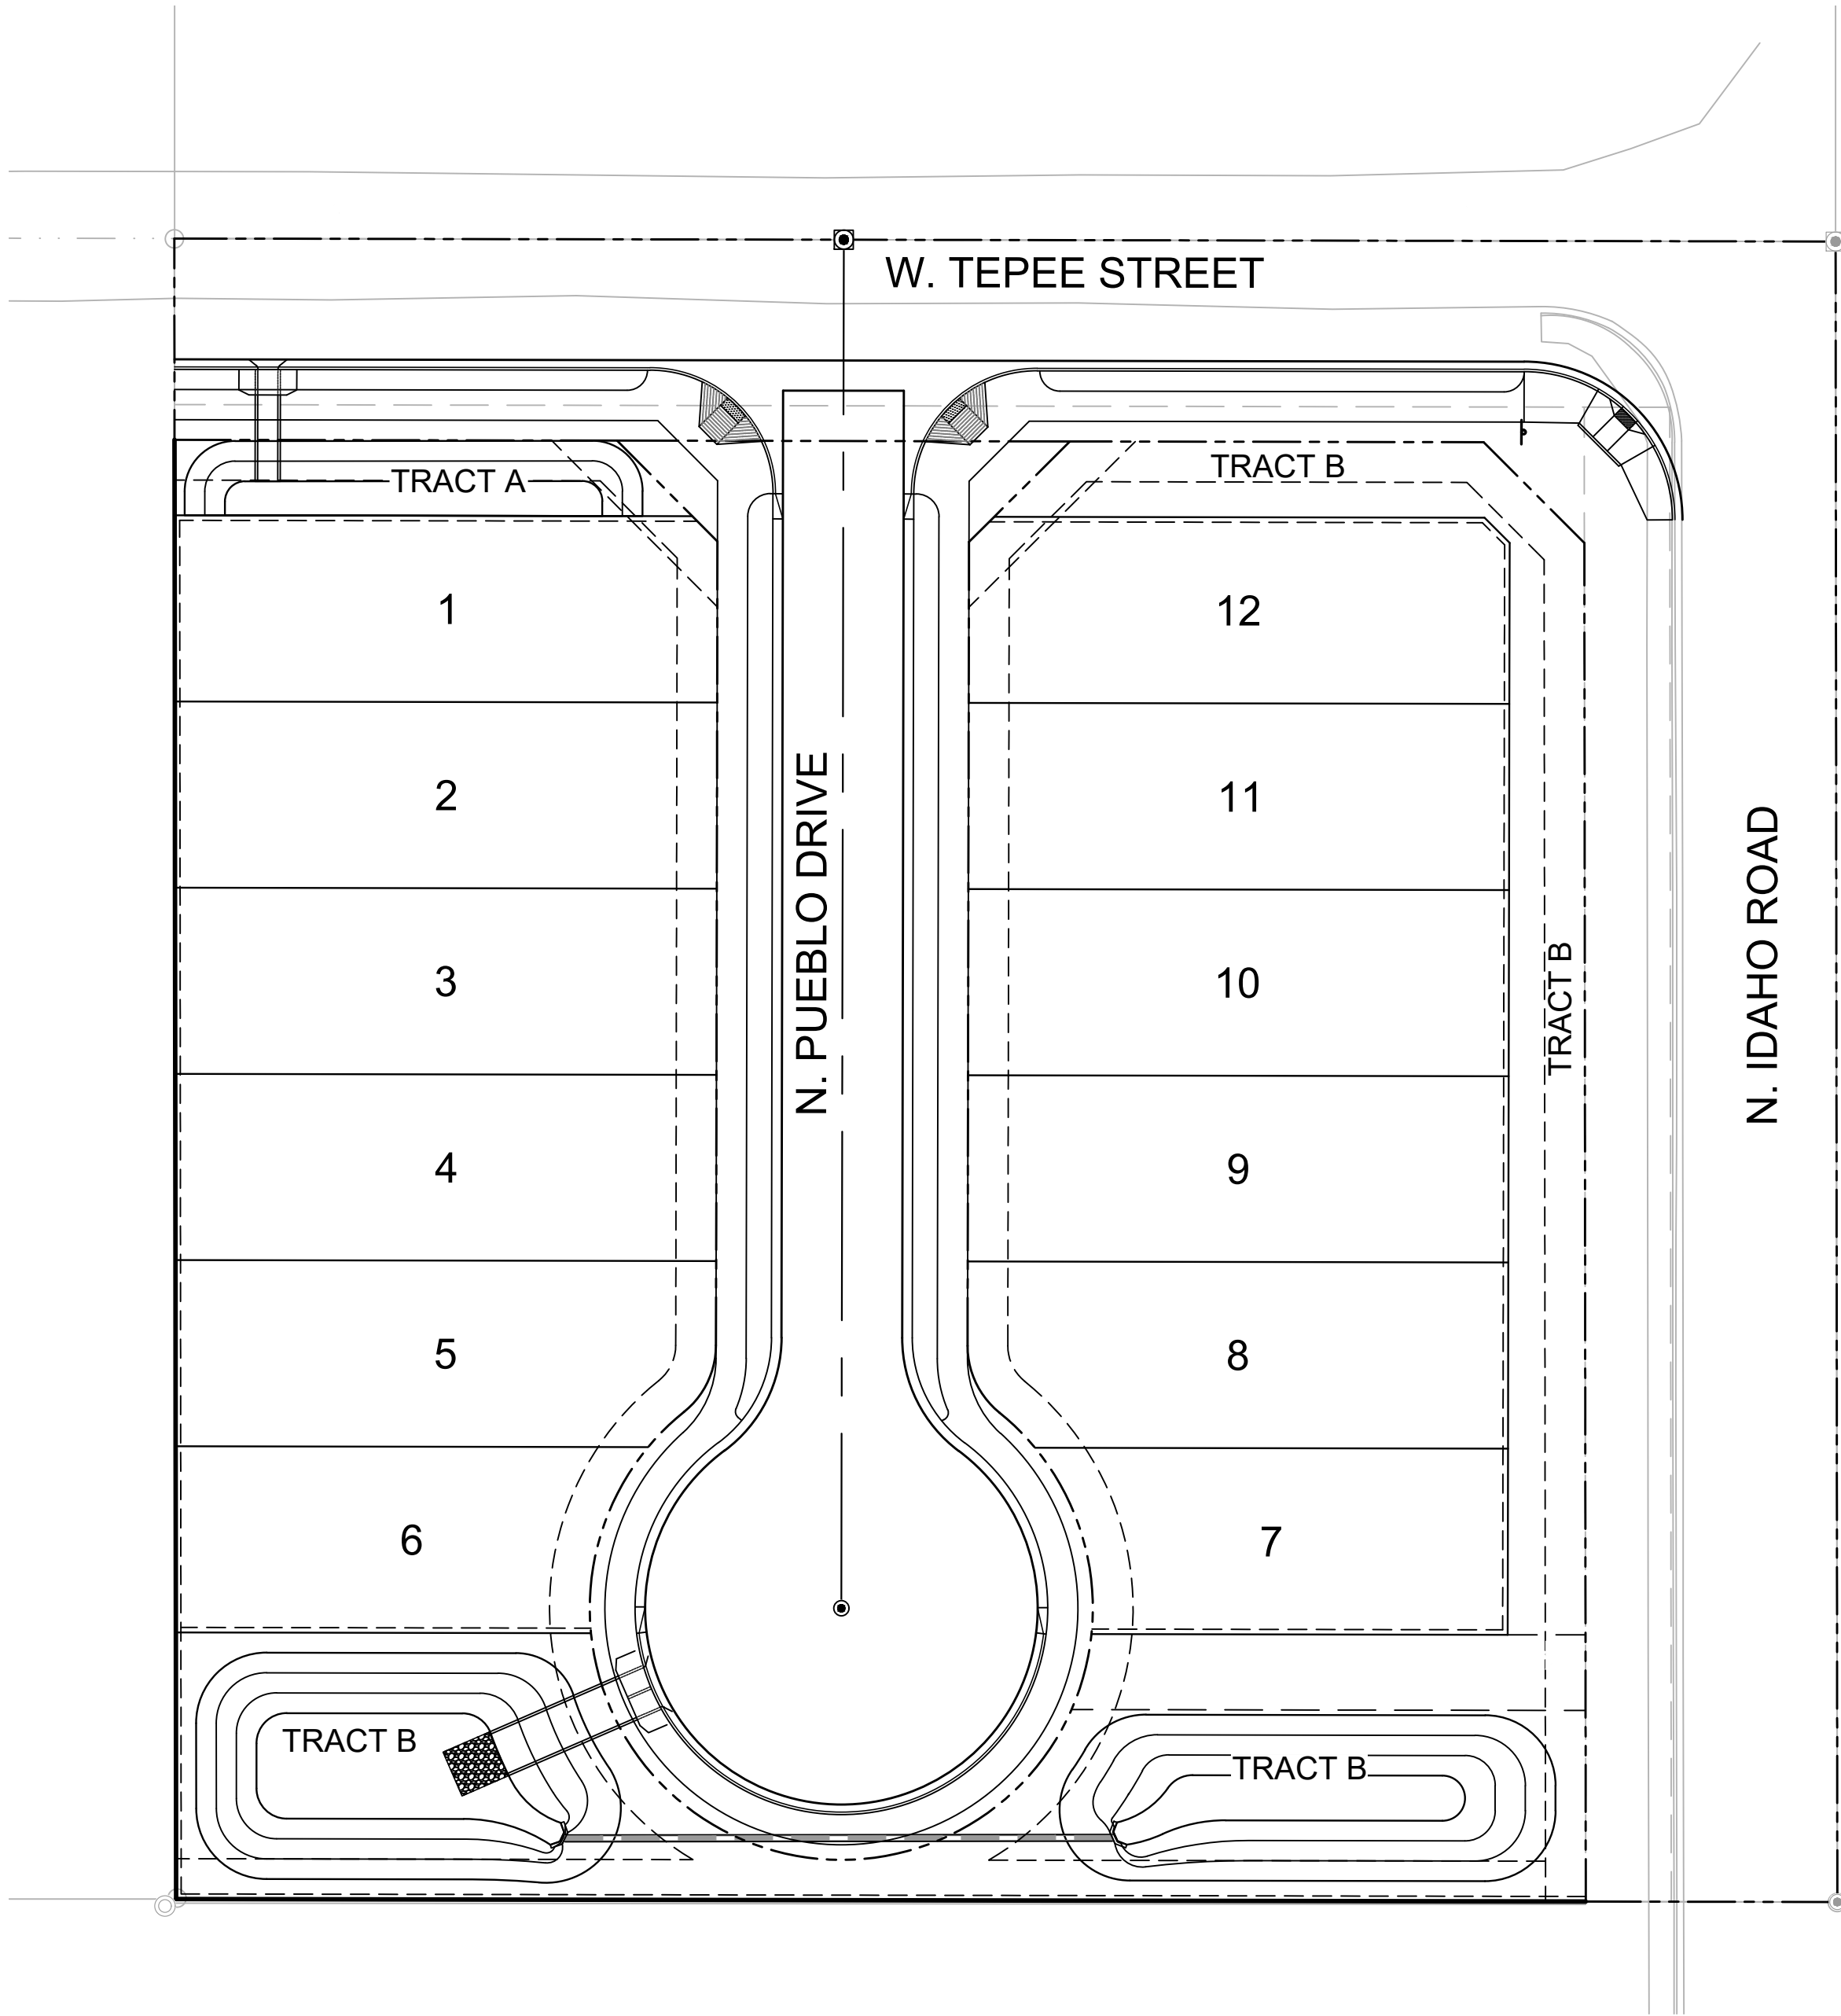 W. TEPEE STREET
TRACT A
TRACT B
1
12
2
11
N. PUEBLO DRIVE
N. IDAHO ROAD
3
10
TRACT B
4
9
5
8
6
7
TRACT B
TRACT B